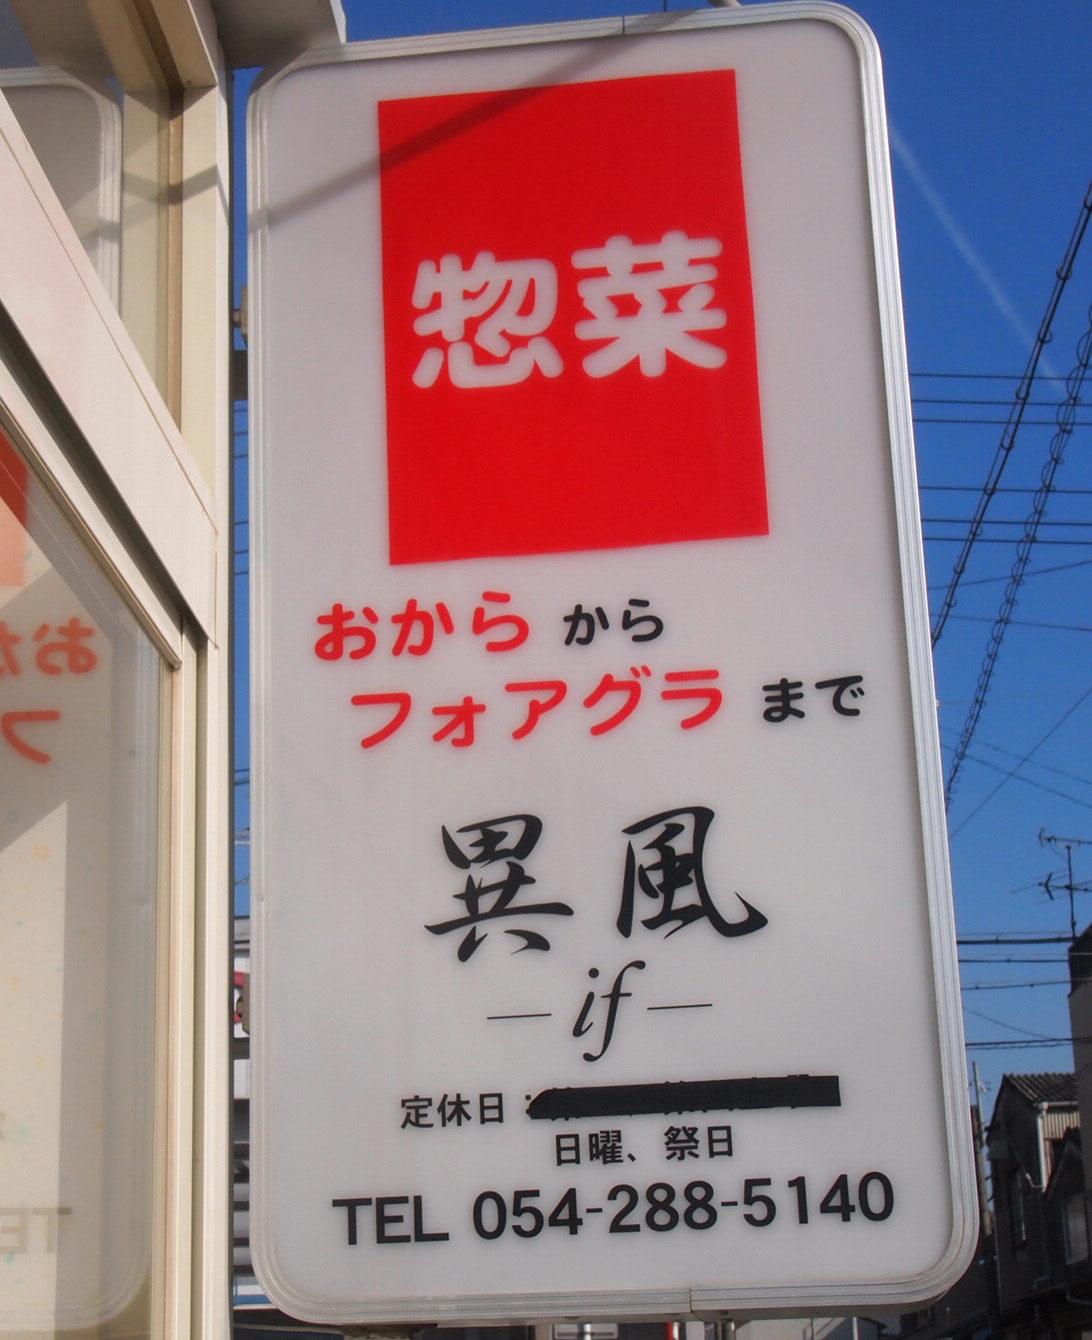 惣菜
おから から
フォアグラ まで
異風
—if—
定休日：
日曜、祭日
TEL 054-288-5140